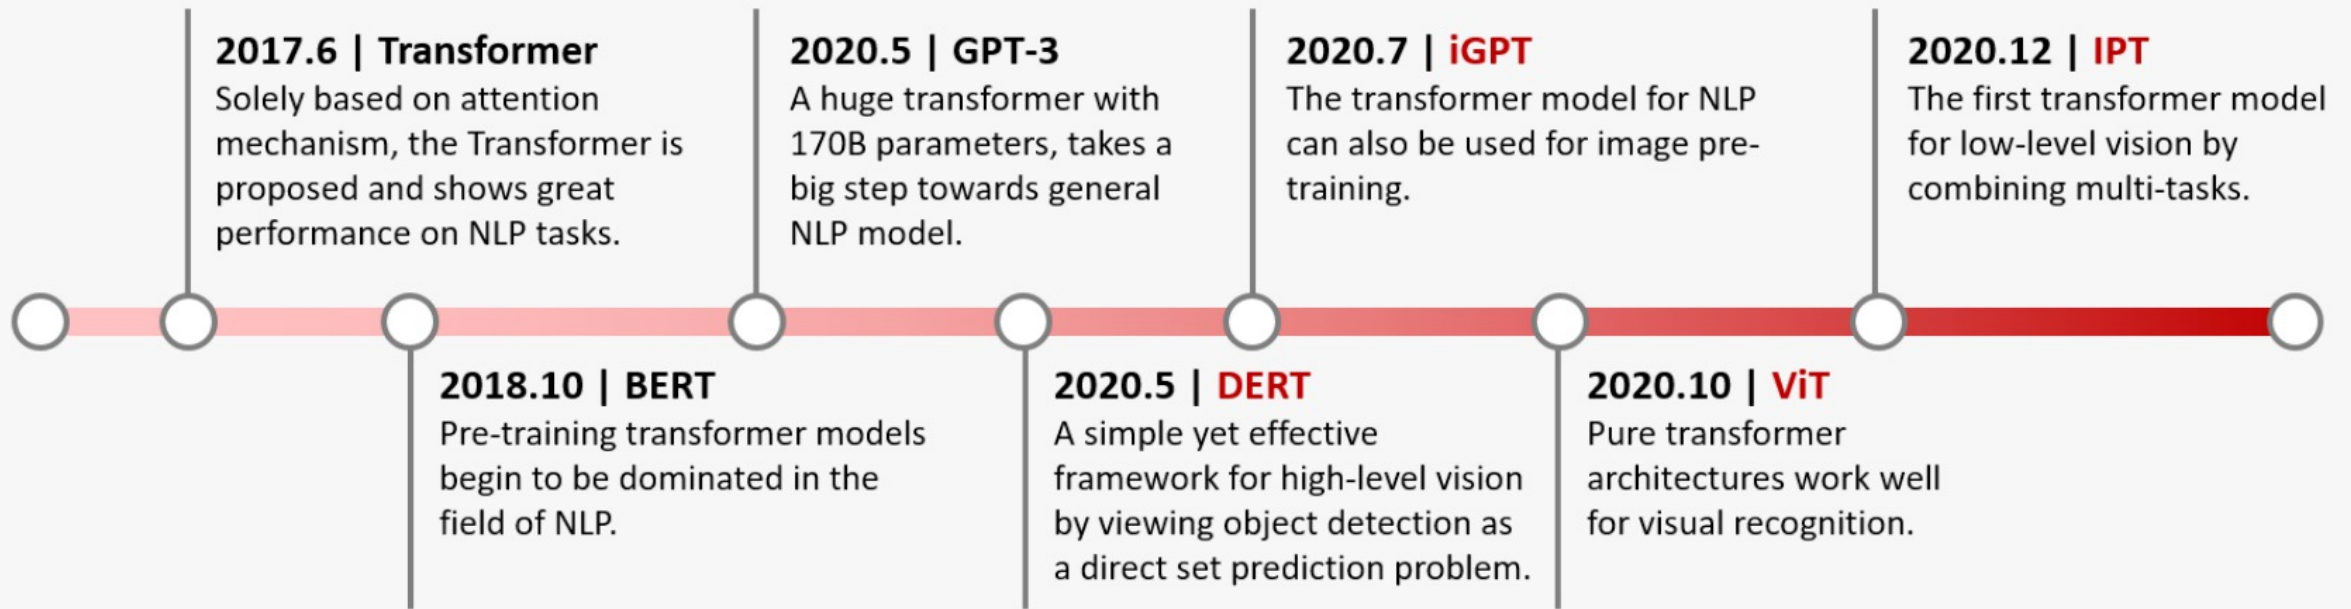 2017.6 | Transformer
Solely based on attention
mechanism, the Transformer is
proposed and shows great
performance on NLP tasks.
2020.5 | GPT-3
A huge transformer with
170B parameters, takes a
big step towards general
NLP model.
2020.7 | iGPT
The transformer model for NLP
can also be used for image pre-
training.
2020.12 | IPT
The first transformer model
for low-level vision by
combining multi-tasks.
2018.10 | BERT
Pre-training transformer models
begin to be dominated in the
field of NLP.
2020.5 | DERT
A simple yet effective
framework for high-level vision
by viewing object detection as
a direct set prediction problem.
2020.10 | ViT
Pure transformer
architectures work well
for visual recognition.